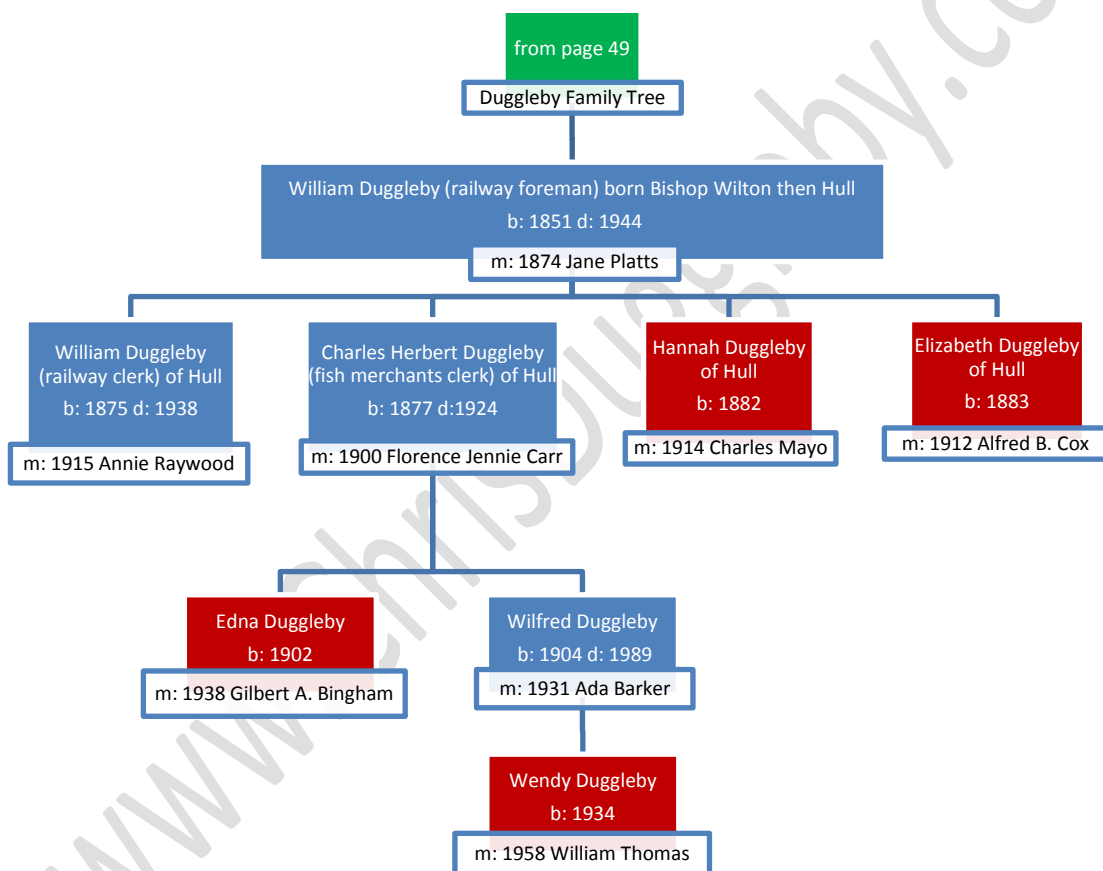 from page 49
Duggleby Family Tree
William Duggleby (railway foreman) born Bishop Wilton then Hull
b: 1851 d: 1944
m: 1874 Jane Platts
William Duggleby
(railway clerk) of Hull
b: 1875 d: 1938
m: 1915 Annie Raywood
Charles Herbert Duggleby
(fish merchants clerk) of Hull
b: 1877 d:1924
m: 1900 Florence Jennie Carr
Hannah Duggleby
of Hull
b: 1882
m: 1914 Charles Mayo
Elizabeth Duggleby
of Hull
b: 1883
m: 1912 Alfred B. Cox
Edna Duggleby
b: 1902
m: 1938 Gilbert A. Bingham
Wilfred Duggleby
b: 1904 d: 1989
m: 1931 Ada Barker
Wendy Duggleby
b: 1934
m: 1958 William Thomas